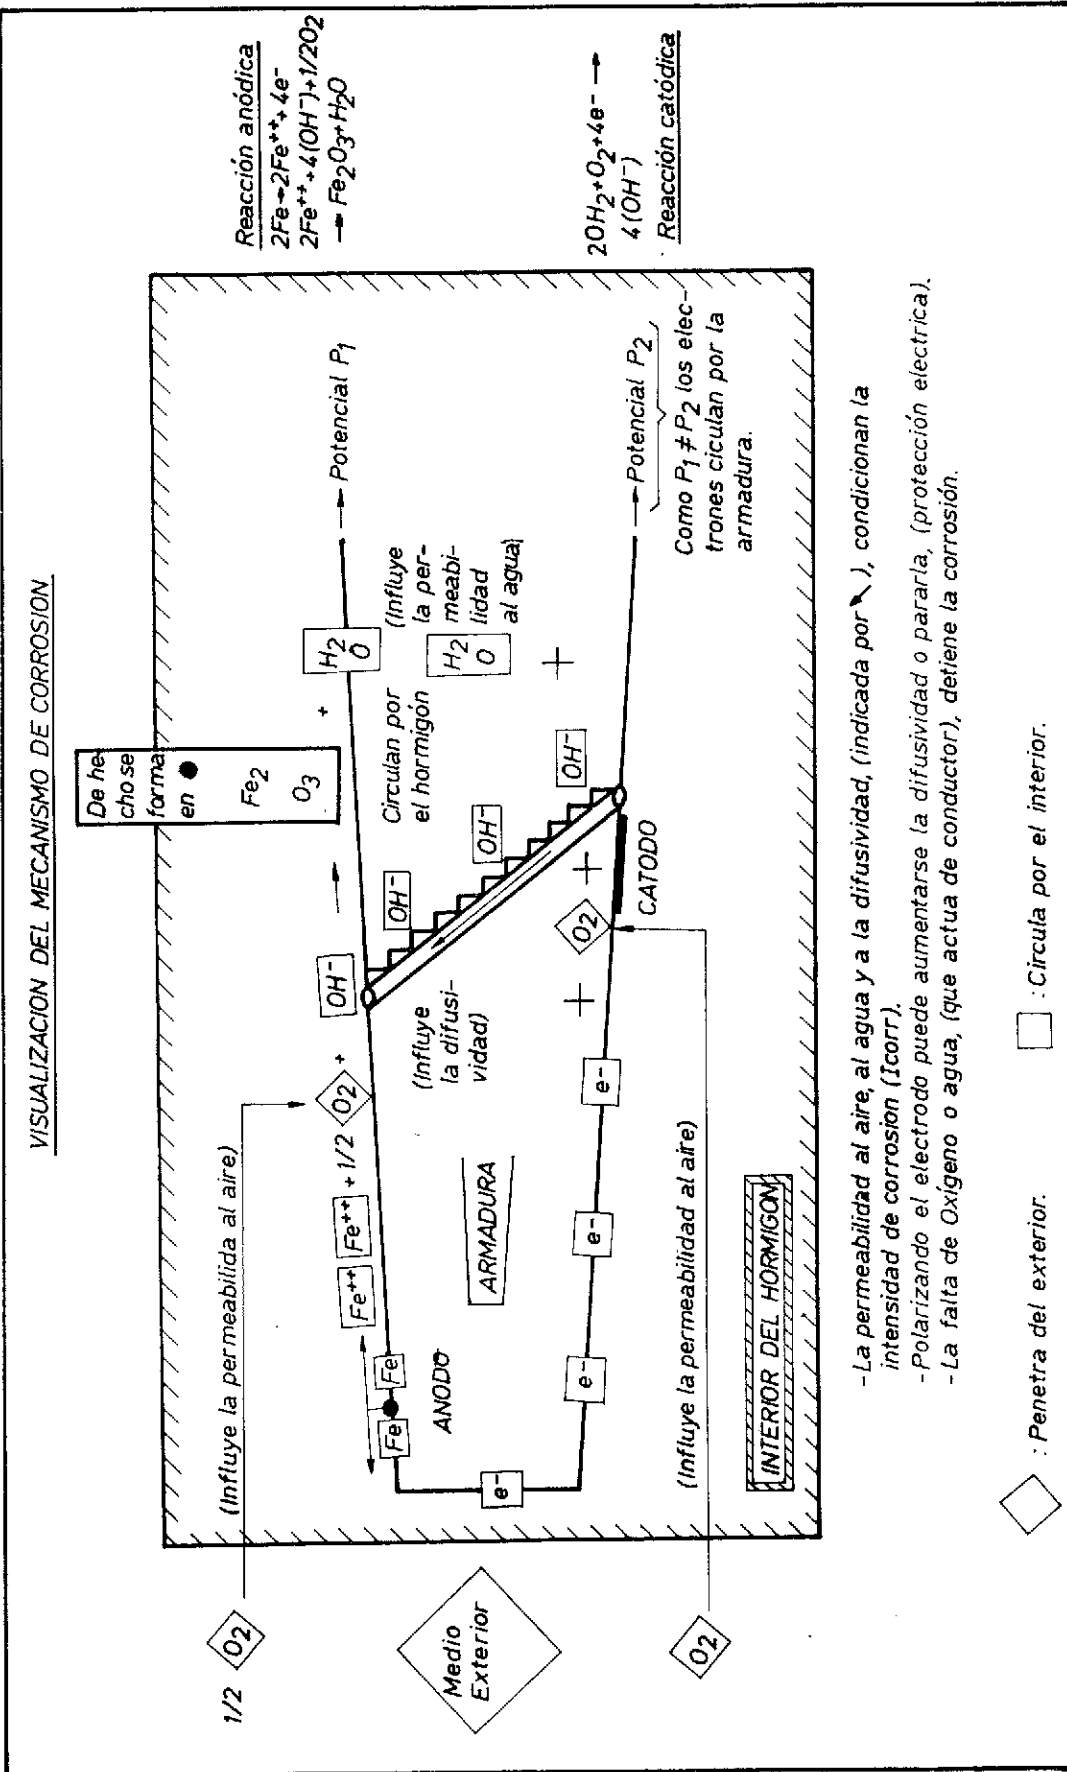 VISUALIZACION DEL MECANISMO DE CORROSION
Reacción anódica
2Fe→2Fe⁺⁺+4e⁻
2Fe⁺⁺+4(OH⁻)+1/2O₂
→ Fe₂O₃+H₂O
De he-
cho se
forma
en ●
Fe₂
O₃
1/2 O₂
(Influye la permeabilida al aire)
Fe
Fe
Fe⁺⁺
Fe⁺⁺
+ 1/2
O₂
+
OH⁻
+
H₂
O
Potencial P₁
ANODO
ARMADURA
(Influye
la difusi-
vidad)
OH⁻
OH⁻
OH⁻
Circulan por
el hormigón
(Influye
la per-
meabi-
lidad
al agua)
H₂
O
+
Medio
Exterior
e⁻
e⁻
e⁻
e⁻
+
O₂
+
CATODO
Potencial P₂
Como P₁≠P₂ los elec-
trones ciculan por la
armadura.
2OH₂+O₂+4e⁻ →
4(OH⁻)
Reacción catódica
O₂
(Influye la permeabilidad al aire)
INTERIOR DEL HORMIGON
-La permeabilidad al aire, al agua y a la difusividad, (indicada por ↖), condicionan la
intensidad de corrosion (Icorr).
-Polarizando el electrodo puede aumentarse la difusividad o pararla, (protección electrica).
-La falta de Oxígeno o agua, (que actua de conductor), detiene la corrosión.
◇ : Penetra del exterior.
□ : Circula por el interior.